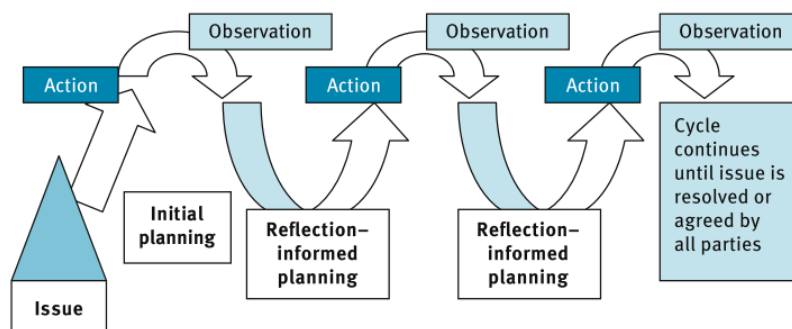 Observation
Observation
Observation
Action
Action
Action
Cycle
continues
until issue is
resolved or
agreed by
all parties
Initial
planning
Reflection–
informed
planning
Reflection–
informed
planning
Issue